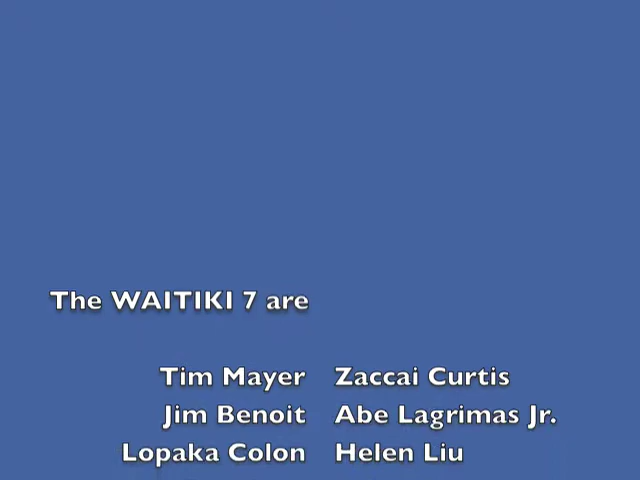 The WAITIKI 7 are
Tim Mayer Zaccai Curtis
Jim Benoit Abe Lagrimas Jr.
Lopaka Colon Helen Liu